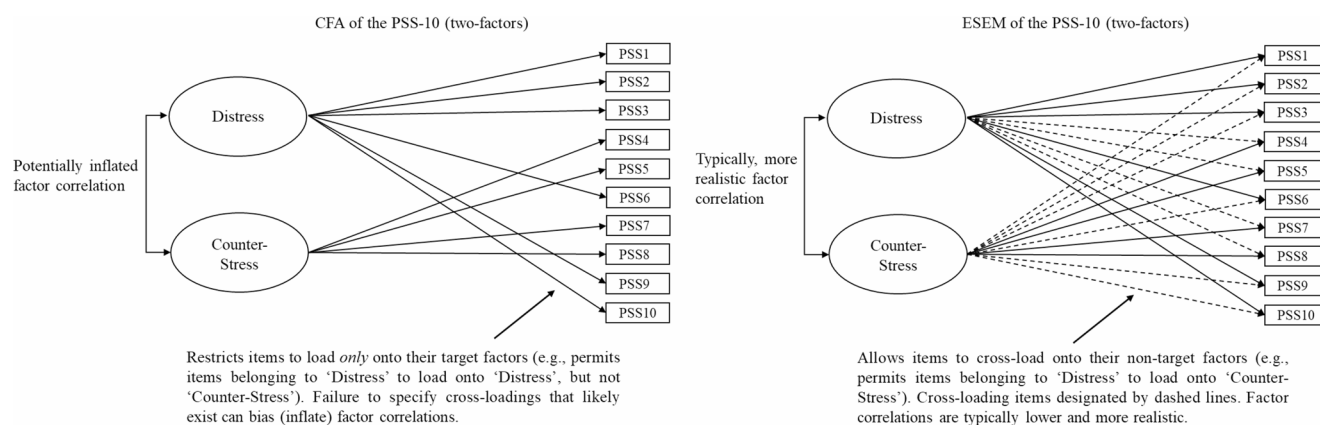 CFA of the PSS-10 (two-factors)
PSS1
PSS2
Distress
PSS3
PSS4
Potentially inflated
factor correlation
PSS5
PSS6
Counter-
Stress
PSS7
PSS8
PSS9
PSS10
Restricts items to load only onto their target factors (e.g., permits
items belonging to ‘Distress’ to load onto ‘Distress’, but not
‘Counter-Stress’). Failure to specify cross-loadings that likely
exist can bias (inflate) factor correlations.
ESEM of the PSS-10 (two-factors)
PSS1
PSS2
Distress
PSS3
PSS4
Typically, more
realistic factor
correlation
PSS5
PSS6
Counter-
Stress
PSS7
PSS8
PSS9
PSS10
Allows items to cross-load onto their non-target factors (e.g.,
permits items belonging to ‘Distress’ to load onto ‘Counter-
Stress’). Cross-loading items designated by dashed lines. Factor
correlations are typically lower and more realistic.